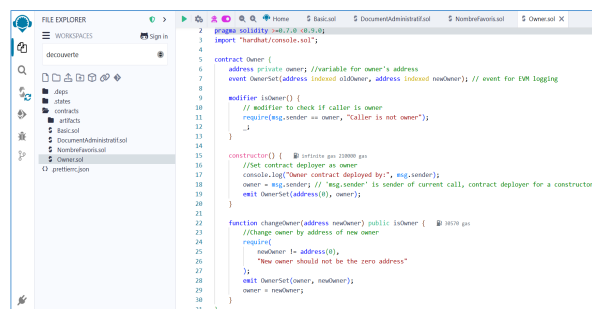 FILE EXPLORER
WORKSPACES
Sign in
decouverte
.deps
.states
contracts
artifacts
Basic.sol
DocumentAdministratif.sol
NombreFavoris.sol
Owner.sol
.prettierrc.json
Home
Basic.sol
DocumentAdministratif.sol
NombreFavoris.sol
Owner.sol
2 pragma solidity >=0.7.0 <0.9.0;
3 import "hardhat/console.sol";
4
5 contract Owner {
6 address private owner; //variable for owner's address
7 event OwnerSet(address indexed oldOwner, address indexed newOwner); // event for EVM logging
8
9 modifier isOwner() {
10 // modifier to check if caller is owner
11 require(msg.sender == owner, "Caller is not owner");
12 _;
13 }
14
15 constructor() { infinite gas 210000 gas
16 //Set contract deployer as owner
17 console.log("Owner contract deployed by:", msg.sender);
18 owner = msg.sender; // 'msg.sender' is sender of current call, contract deployer for a constructor
19 emit OwnerSet(address(0), owner);
20 }
21
22 function changeOwner(address newOwner) public isOwner { 30570 gas
23 //Change owner by address of new owner
24 require(
25 newOwner != address(0),
26 "New owner should not be the zero address"
27 );
28 emit OwnerSet(owner, newOwner);
29 owner = newOwner;
30 }